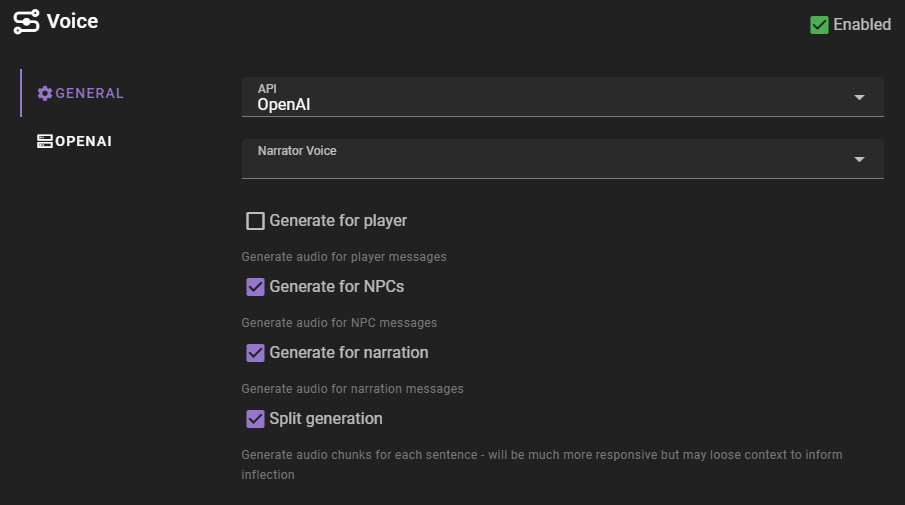 Voice
Enabled
GENERAL
OPENAI
API
OpenAI
Narrator Voice
Generate for player
Generate audio for player messages
Generate for NPCs
Generate audio for NPC messages
Generate for narration
Generate audio for narration messages
Split generation
Generate audio chunks for each sentence - will be much more responsive but may loose context to inform
inflection